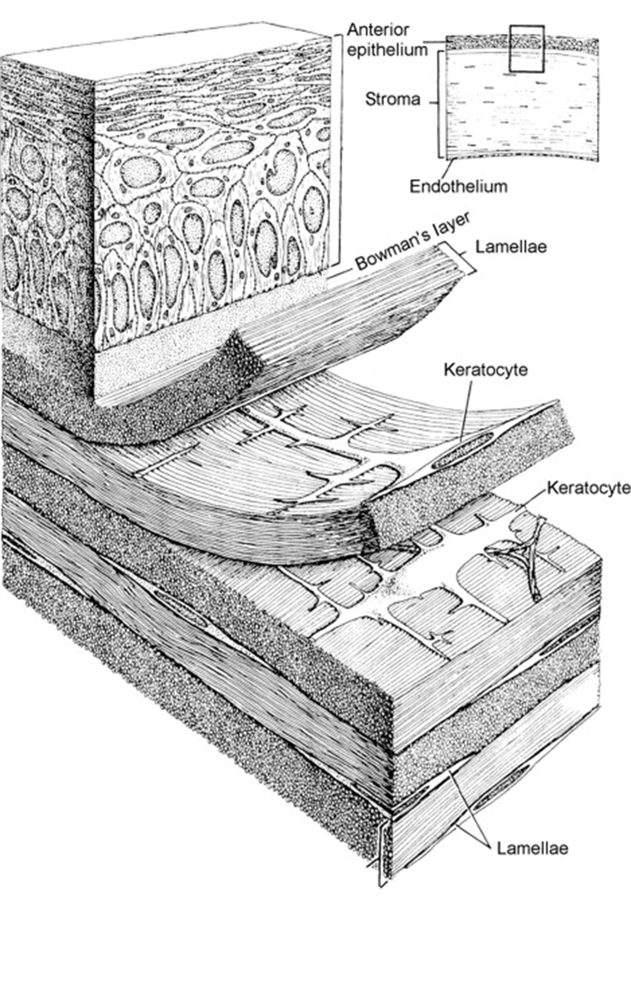 Anterior
epithelium
Stroma
Endothelium
Bowman's layer
Lamellae
Keratocyte
Keratocyte
Lamellae